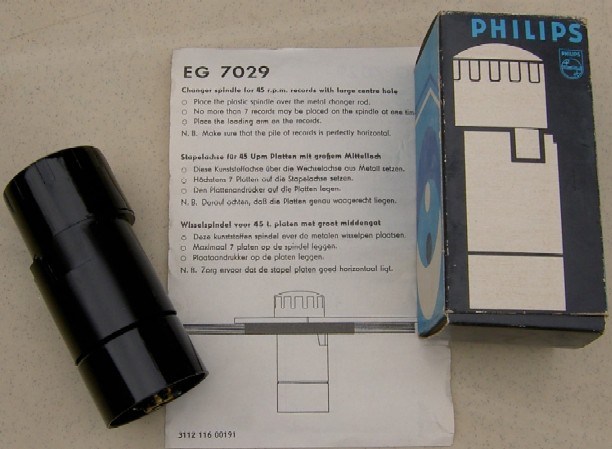 PHILIPS
PHILIPS
EG 7029
Changer spindle for 45 r.p.m. records with large centre hole
Place the plastic spindle over the metal changer rod.
No more than 7 records may be placed on the spindle at one time
Place the loading arm on the records.
N. B. Make sure that the pile of records is perfectly horizontal.
Stapelachse für 45 Upm Platten mit großem Mittelloch
Diese Kunststoffachse über die Wechselachse aus Metall setzen.
Höchstens 7 Platten auf die Stapelachse setzen.
Den Plattenandrücker auf die Platten legen.
N. B. Darauf achten, daß die Platten genau waagerecht liegen.
Wisselspindel voor 45 t. platen met groot middengat
Deze kunststoffen spindel over de metalen wisselpen plaatsen.
Maximaal 7 platen op de spindel leggen.
Plaataandrukker op de platen leggen.
N. B. Zorg ervoor dat de stapel platen goed horizontaal ligt.
3112 116 00191